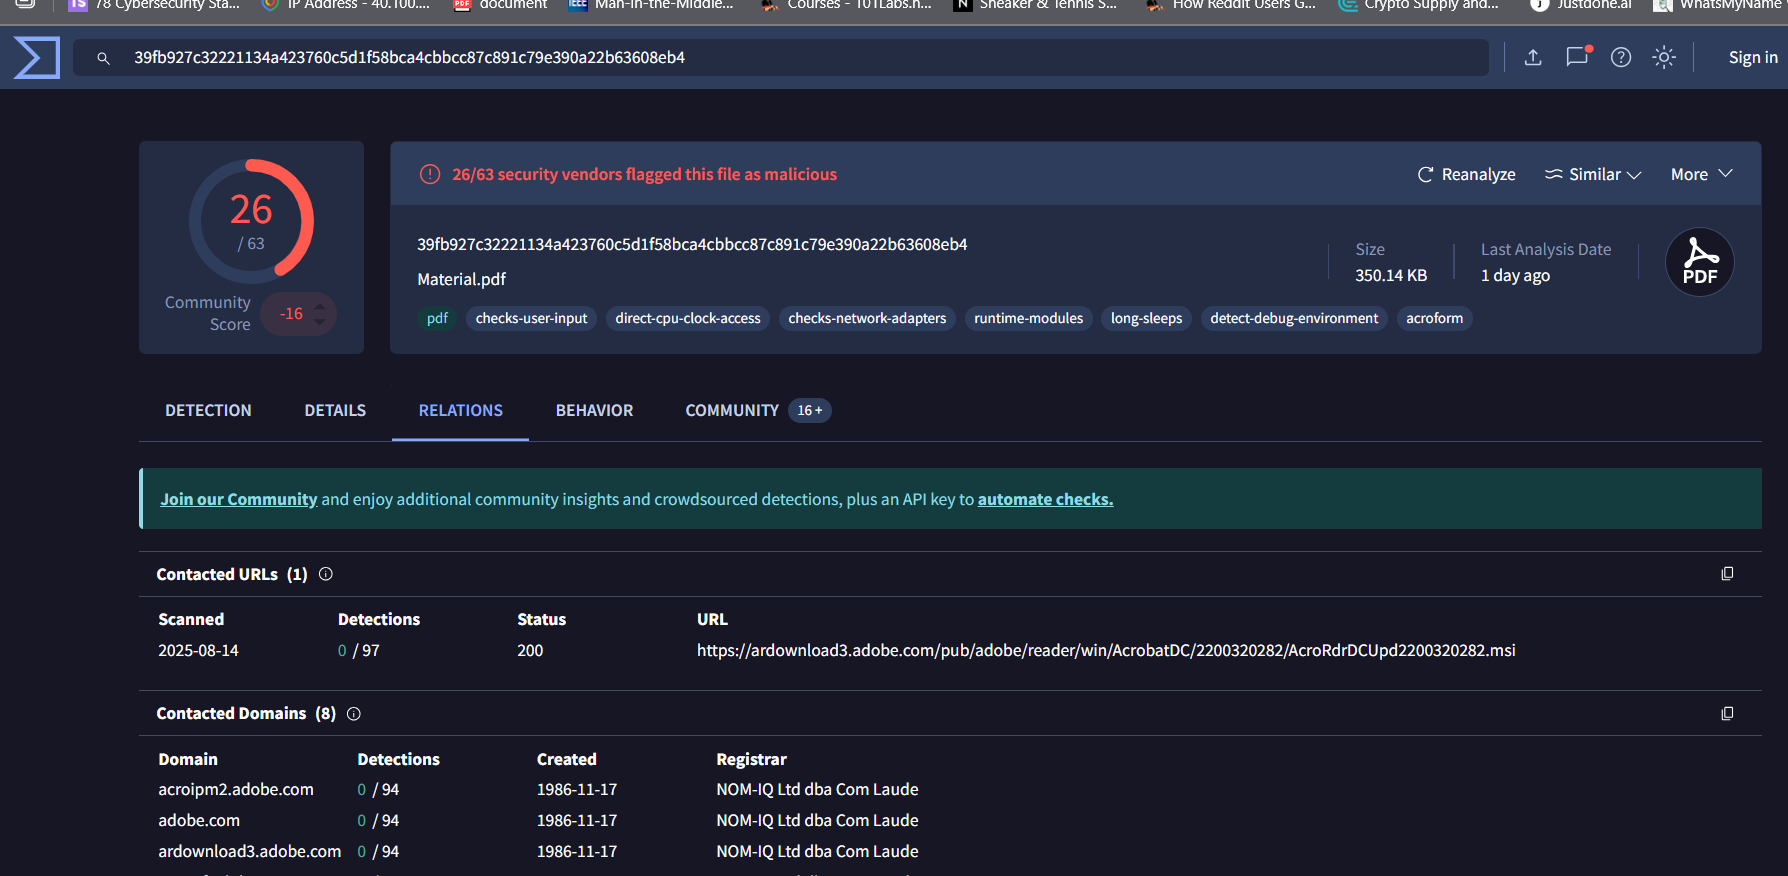 78 Cybersecurity Sta... IP Address - 40.100.... document Man-in-the-Middle... Courses - TOTLabs.n... Sneaker & Tennis S... How Reddit Users G... Crypto Supply and... Justdone.ai WhatsMyName
39fb927c32221134a423760c5d1f58bca4cbbcc87c891c79e390a22b63608eb4 Sign in
26
/ 63
Community Score -16
26/63 security vendors flagged this file as malicious Reanalyze Similar More
39fb927c32221134a423760c5d1f58bca4cbbcc87c891c79e390a22b63608eb4
Material.pdf
Size
350.14 KB
Last Analysis Date
1 day ago
PDF
pdf checks-user-input direct-cpu-clock-access checks-network-adapters runtime-modules long-sleeps detect-debug-environment acroform
DETECTION DETAILS RELATIONS BEHAVIOR COMMUNITY 16+
Join our Community and enjoy additional community insights and crowdsourced detections, plus an API key to automate checks.
Contacted URLs (1)
Scanned Detections Status URL
2025-08-14 0 / 97 200 https://ardownload3.adobe.com/pub/adobe/reader/win/AcrobatDC/2200320282/AcroRdrDCUpd2200320282.msi
Contacted Domains (8)
Domain Detections Created Registrar
acroipm2.adobe.com 0 / 94 1986-11-17 NOM-IQ Ltd dba Com Laude
adobe.com 0 / 94 1986-11-17 NOM-IQ Ltd dba Com Laude
ardownload3.adobe.com 0 / 94 1986-11-17 NOM-IQ Ltd dba Com Laude